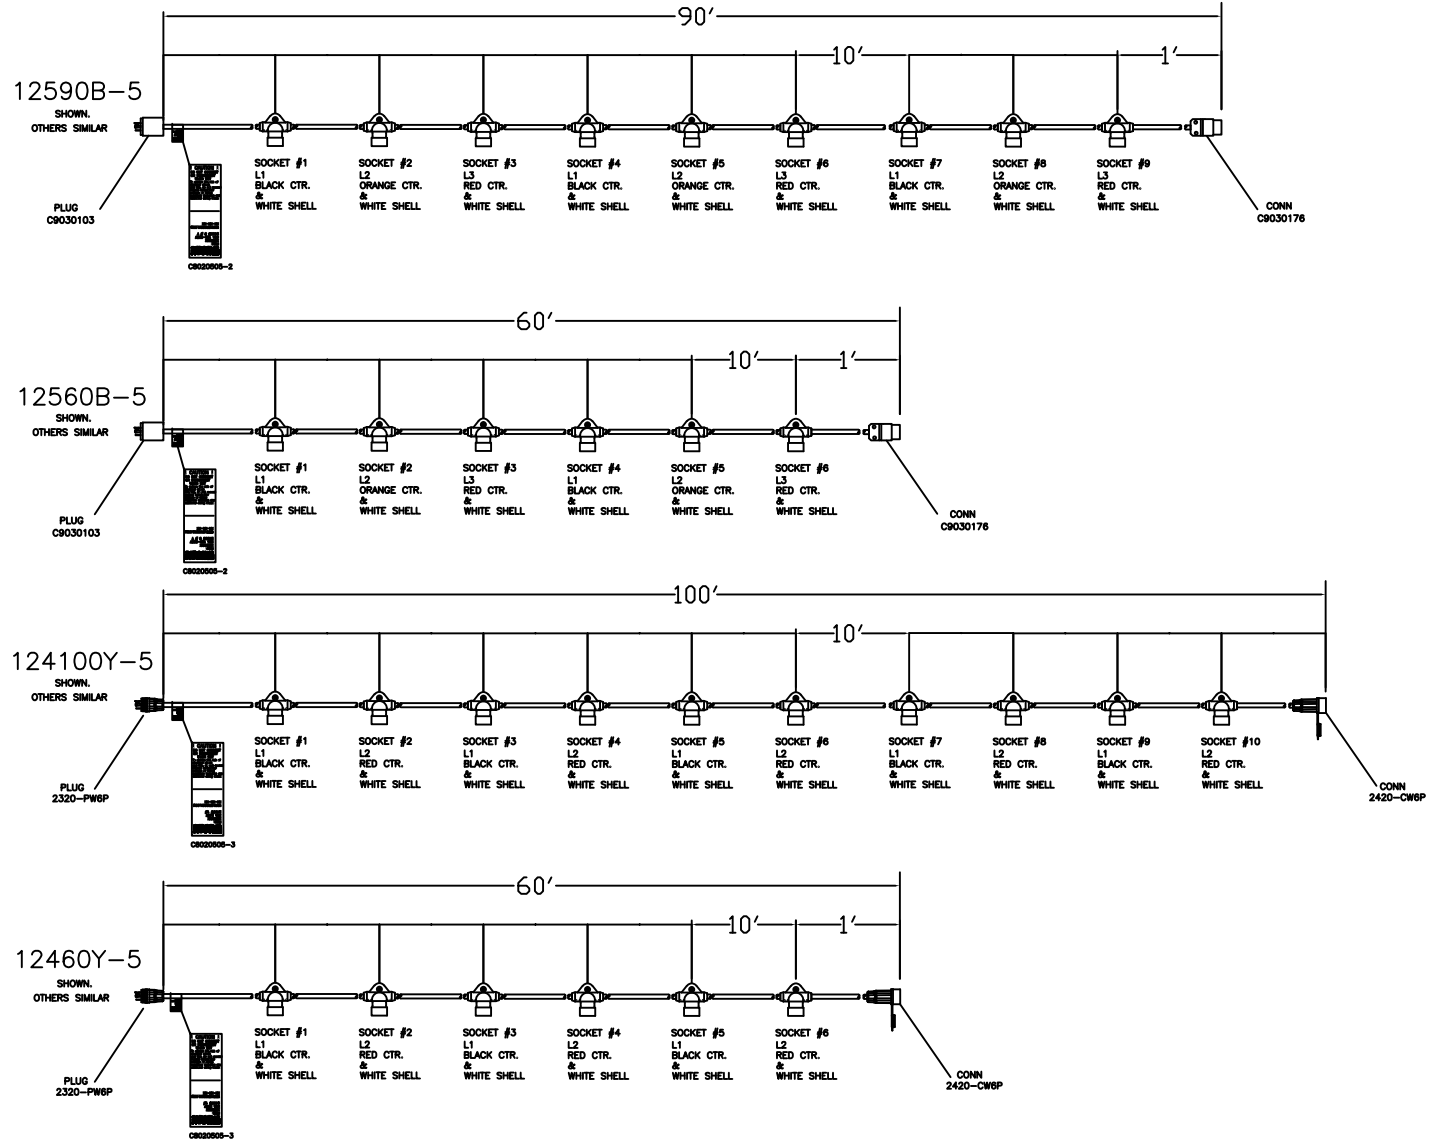 90′
10′ 1′
12590B-5
SHOWN.
OTHERS SIMILAR
SOCKET #1 SOCKET #2 SOCKET #3 SOCKET #4 SOCKET #5 SOCKET #6 SOCKET #7 SOCKET #8 SOCKET #9
L1 L2 L3 L1 L2 L3 L1 L2 L3
BLACK CTR. ORANGE CTR. RED CTR. BLACK CTR. ORANGE CTR. RED CTR. BLACK CTR. ORANGE CTR. RED CTR.
& & & & & & & & &
WHITE SHELL WHITE SHELL WHITE SHELL WHITE SHELL WHITE SHELL WHITE SHELL WHITE SHELL WHITE SHELL WHITE SHELL
PLUG
C9030103
CONN
C9030176
CAUTION
C8020505-2
60′
10′ 1′
12560B-5
SHOWN.
OTHERS SIMILAR
SOCKET #1 SOCKET #2 SOCKET #3 SOCKET #4 SOCKET #5 SOCKET #6
L1 L2 L3 L1 L2 L3
BLACK CTR. ORANGE CTR. RED CTR. BLACK CTR. ORANGE CTR. RED CTR.
& & & & & &
WHITE SHELL WHITE SHELL WHITE SHELL WHITE SHELL WHITE SHELL WHITE SHELL
PLUG
C9030103
CONN
C9030176
CAUTION
C8020505-2
100′
10′
124100Y-5
SHOWN.
OTHERS SIMILAR
SOCKET #1 SOCKET #2 SOCKET #3 SOCKET #4 SOCKET #5 SOCKET #6 SOCKET #7 SOCKET #8 SOCKET #9 SOCKET #10
L1 L2 L1 L2 L1 L2 L1 L2 L1 L2
BLACK CTR. RED CTR. BLACK CTR. RED CTR. BLACK CTR. RED CTR. BLACK CTR. RED CTR. BLACK CTR. RED CTR.
& & & & & & & & & &
WHITE SHELL WHITE SHELL WHITE SHELL WHITE SHELL WHITE SHELL WHITE SHELL WHITE SHELL WHITE SHELL WHITE SHELL WHITE SHELL
PLUG
2320-PW6P
CONN
2420-CW6P
CAUTION
C8020505-3
60′
10′ 1′
12460Y-5
SHOWN.
OTHERS SIMILAR
SOCKET #1 SOCKET #2 SOCKET #3 SOCKET #4 SOCKET #5 SOCKET #6
L1 L2 L1 L2 L1 L2
BLACK CTR. RED CTR. BLACK CTR. RED CTR. BLACK CTR. RED CTR.
& & & & & &
WHITE SHELL WHITE SHELL WHITE SHELL WHITE SHELL WHITE SHELL WHITE SHELL
PLUG
2320-PW6P
CONN
2420-CW6P
CAUTION
C8020505-3